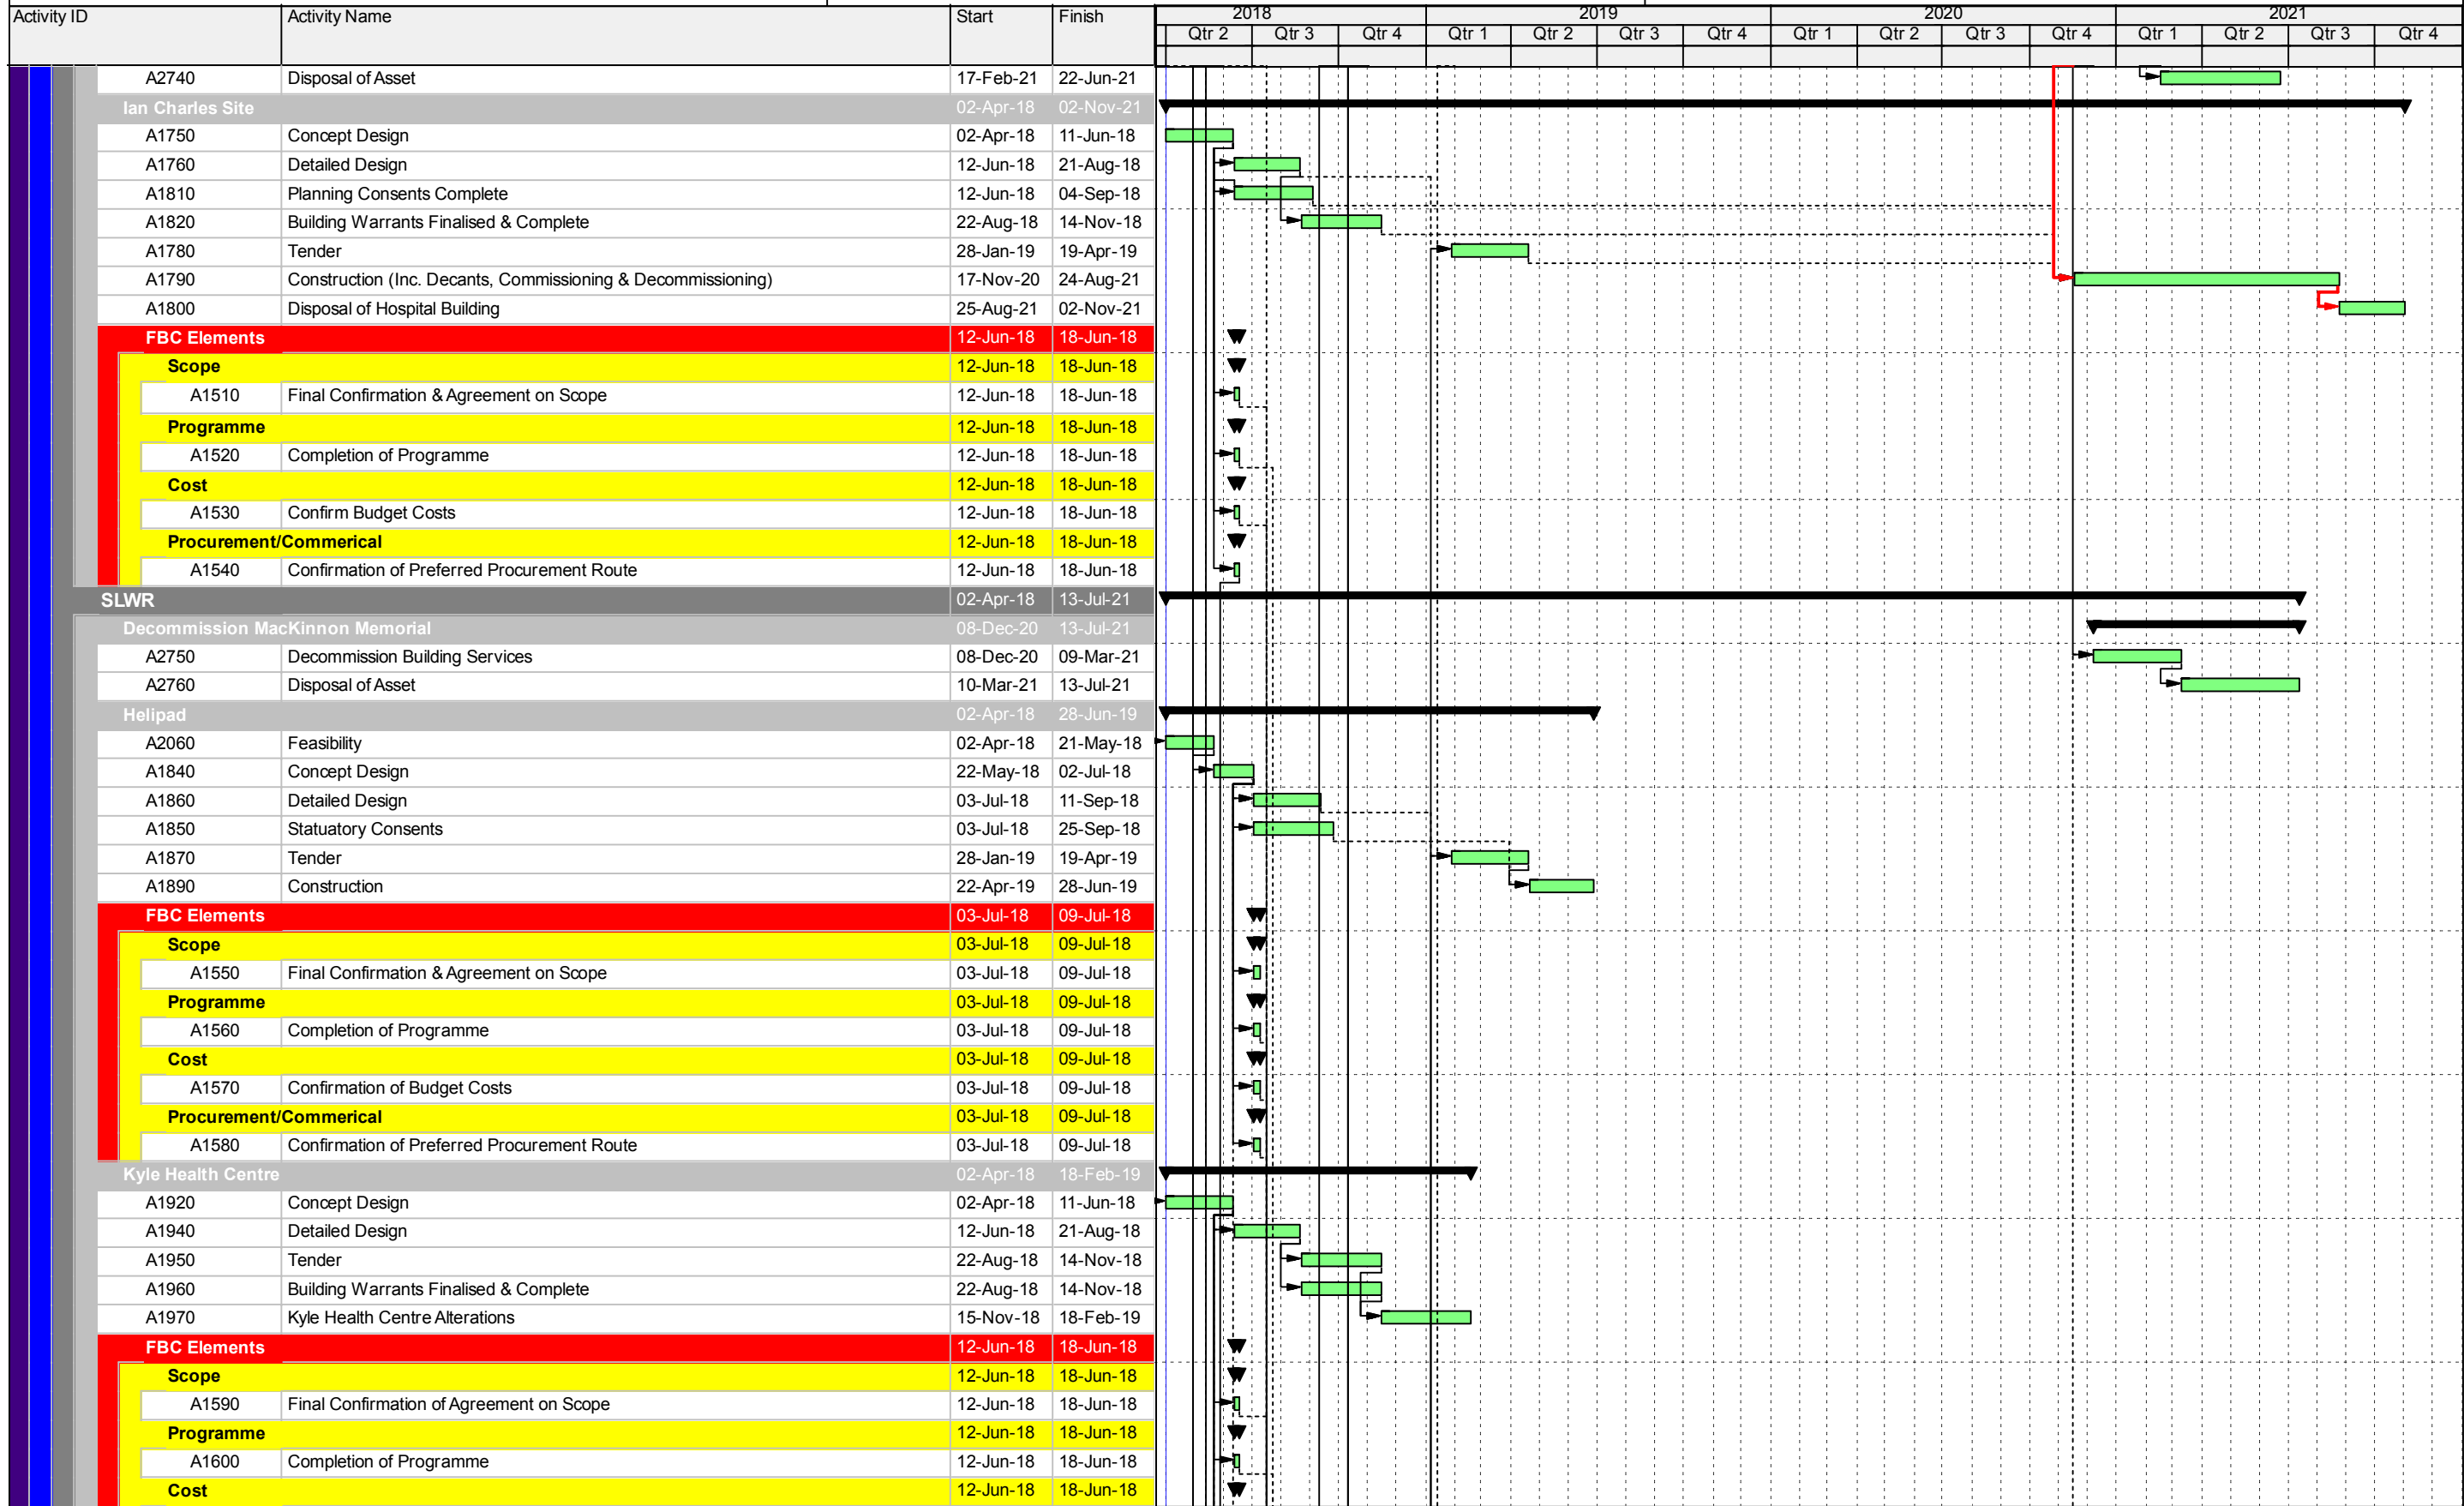 Activity ID Activity Name Start Finish 2018 2019 2020 2021
Qtr 2 Qtr 3 Qtr 4 Qtr 1 Qtr 2 Qtr 3 Qtr 4 Qtr 1 Qtr 2 Qtr 3 Qtr 4 Qtr 1 Qtr 2 Qtr 3 Qtr 4
A2740 Disposal of Asset 17-Feb-21 22-Jun-21
Ian Charles Site 02-Apr-18 02-Nov-21
A1750 Concept Design 02-Apr-18 11-Jun-18
A1760 Detailed Design 12-Jun-18 21-Aug-18
A1810 Planning Consents Complete 12-Jun-18 04-Sep-18
A1820 Building Warrants Finalised & Complete 22-Aug-18 14-Nov-18
A1780 Tender 28-Jan-19 19-Apr-19
A1790 Construction (Inc. Decants, Commissioning & Decommissioning) 17-Nov-20 24-Aug-21
A1800 Disposal of Hospital Building 25-Aug-21 02-Nov-21
FBC Elements 12-Jun-18 18-Jun-18
Scope 12-Jun-18 18-Jun-18
A1510 Final Confirmation & Agreement on Scope 12-Jun-18 18-Jun-18
Programme 12-Jun-18 18-Jun-18
A1520 Completion of Programme 12-Jun-18 18-Jun-18
Cost 12-Jun-18 18-Jun-18
A1530 Confirm Budget Costs 12-Jun-18 18-Jun-18
Procurement/Commerical 12-Jun-18 18-Jun-18
A1540 Confirmation of Preferred Procurement Route 12-Jun-18 18-Jun-18
SLWR 02-Apr-18 13-Jul-21
Decommission MacKinnon Memorial 08-Dec-20 13-Jul-21
A2750 Decommission Building Services 08-Dec-20 09-Mar-21
A2760 Disposal of Asset 10-Mar-21 13-Jul-21
Helipad 02-Apr-18 28-Jun-19
A2060 Feasibility 02-Apr-18 21-May-18
A1840 Concept Design 22-May-18 02-Jul-18
A1860 Detailed Design 03-Jul-18 11-Sep-18
A1850 Statuatory Consents 03-Jul-18 25-Sep-18
A1870 Tender 28-Jan-19 19-Apr-19
A1890 Construction 22-Apr-19 28-Jun-19
FBC Elements 03-Jul-18 09-Jul-18
Scope 03-Jul-18 09-Jul-18
A1550 Final Confirmation & Agreement on Scope 03-Jul-18 09-Jul-18
Programme 03-Jul-18 09-Jul-18
A1560 Completion of Programme 03-Jul-18 09-Jul-18
Cost 03-Jul-18 09-Jul-18
A1570 Confirmation of Budget Costs 03-Jul-18 09-Jul-18
Procurement/Commerical 03-Jul-18 09-Jul-18
A1580 Confirmation of Preferred Procurement Route 03-Jul-18 09-Jul-18
Kyle Health Centre 02-Apr-18 18-Feb-19
A1920 Concept Design 02-Apr-18 11-Jun-18
A1940 Detailed Design 12-Jun-18 21-Aug-18
A1950 Tender 22-Aug-18 14-Nov-18
A1960 Building Warrants Finalised & Complete 22-Aug-18 14-Nov-18
A1970 Kyle Health Centre Alterations 15-Nov-18 18-Feb-19
FBC Elements 12-Jun-18 18-Jun-18
Scope 12-Jun-18 18-Jun-18
A1590 Final Confirmation of Agreement on Scope 12-Jun-18 18-Jun-18
Programme 12-Jun-18 18-Jun-18
A1600 Completion of Programme 12-Jun-18 18-Jun-18
Cost 12-Jun-18 18-Jun-18